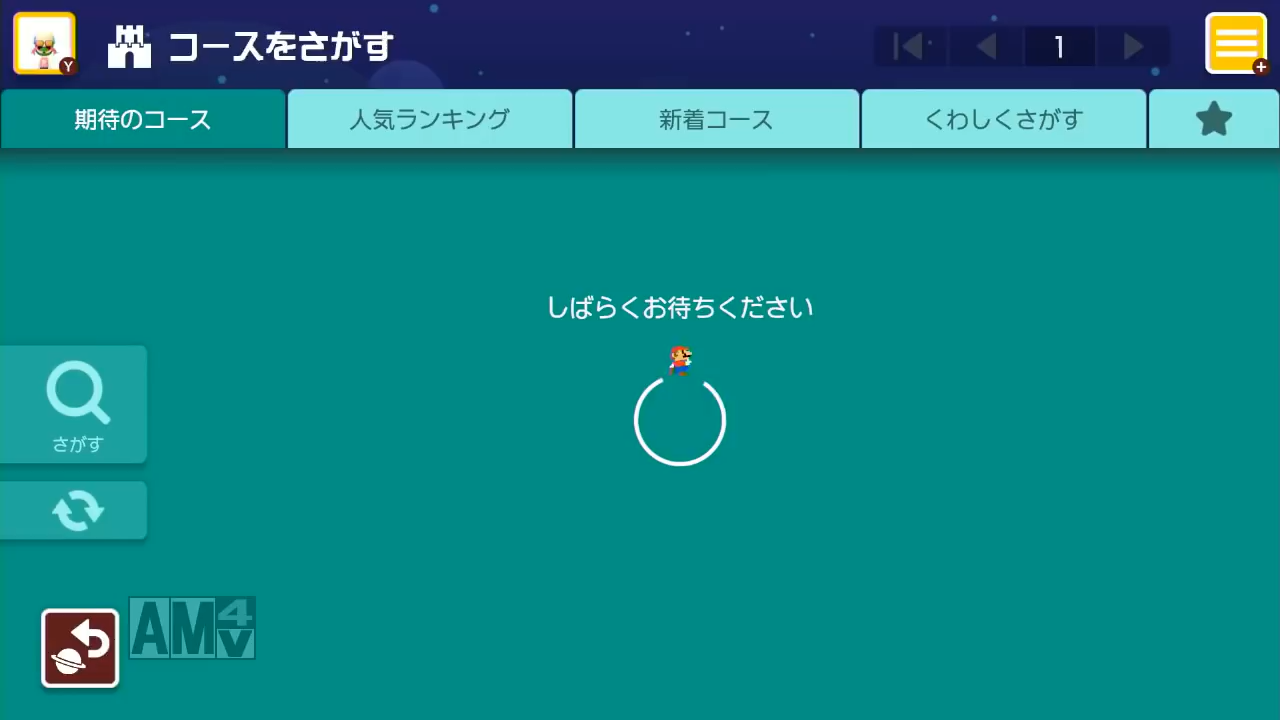 コースをさがす
1
Y
+
期待のコース
人気ランキング
新着コース
くわしくさがす
しばらくお待ちください
さがす
AM4V